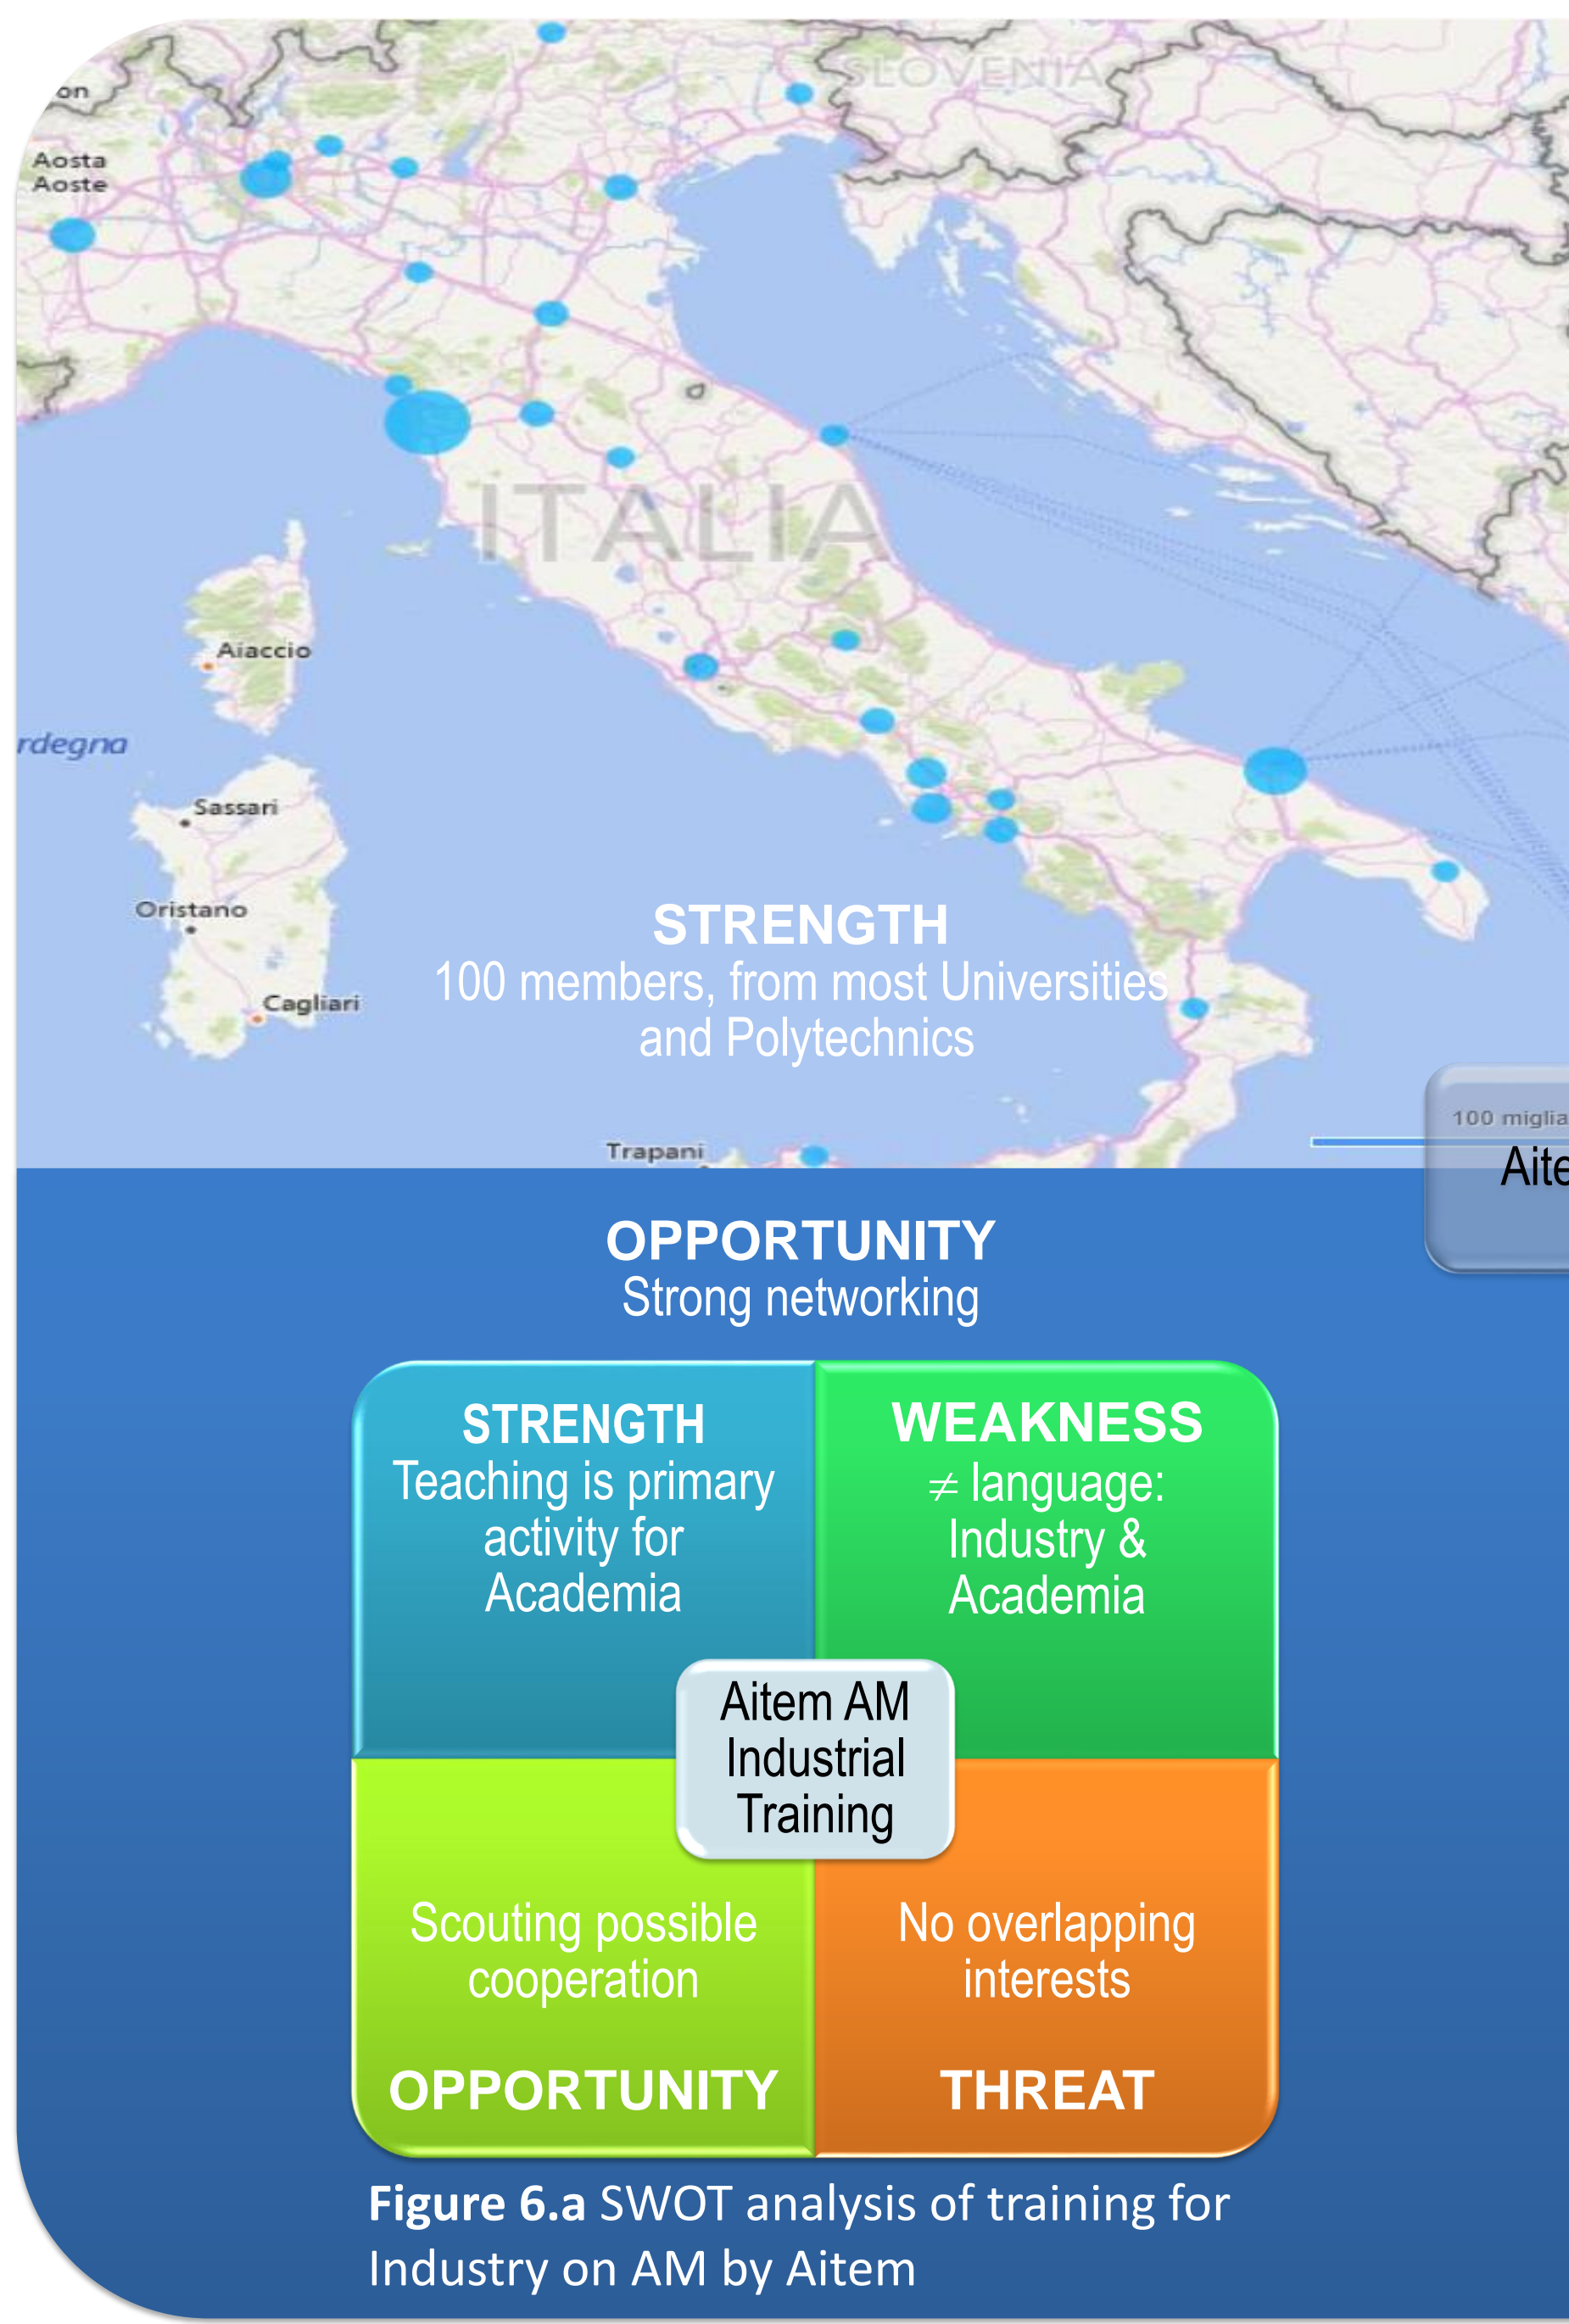 SLOVENIA
on
Aosta
Aoste
ITALIA
Aiaccio
rdegna
Sassari
Oristano
Cagliari
STRENGTH
100 members, from most Universities
and Polytechnics
Trapani
100 miglia
Aite
OPPORTUNITY
Strong networking
STRENGTH
Teaching is primary
activity for
Academia
WEAKNESS
≠ language:
Industry &
Academia
Aitem AM
Industrial
Training
Scouting possible
cooperation
OPPORTUNITY
No overlapping
interests
THREAT
Figure 6.a SWOT analysis of training for
Industry on AM by Aitem